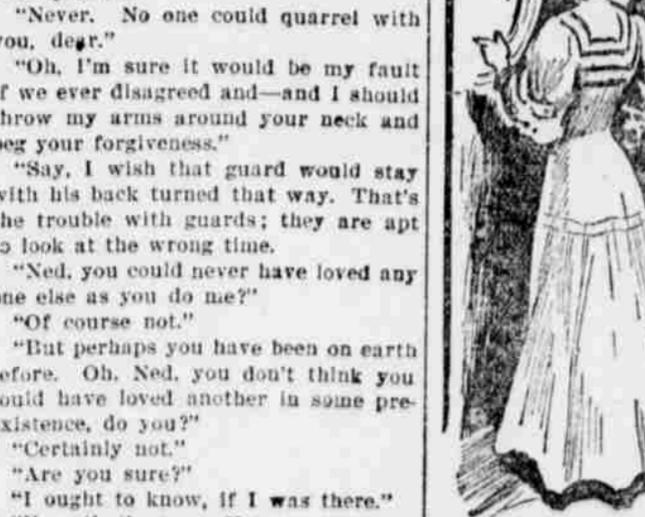 "Never. No one could quarrel with
you, dear."
"Oh, I'm sure it would be my fault
if we ever disagreed and—and I should
throw my arms around your neck and
beg your forgiveness."
"Say, I wish that guard would stay
with his back turned that way. That's
the trouble with guards; they are apt
to look at the wrong time.
"Ned, you could never have loved any
one else as you do me?"
"Of course not."
"But perhaps you have been on earth
before. Oh, Ned, you don't think you
could have loved another in some pre-
existence, do you?"
"Certainly not."
"Are you sure?"
"I ought to know, if I was there."